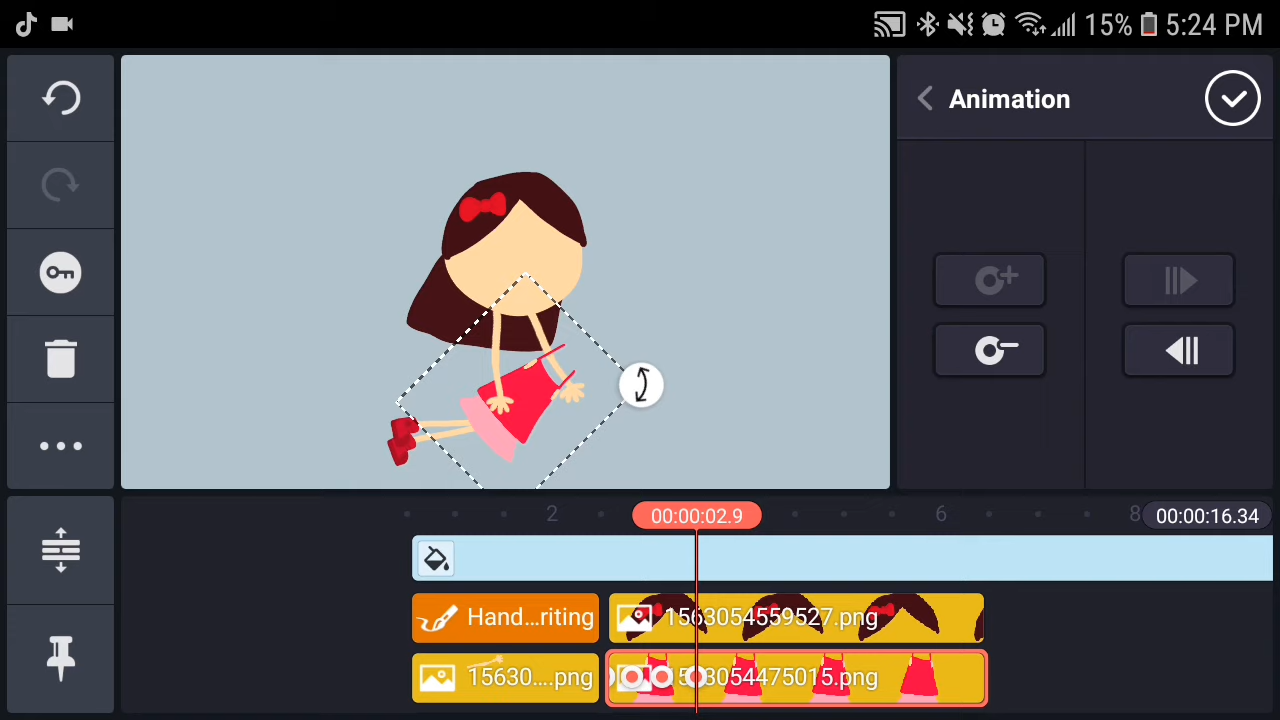 15% 5:24 PM
Animation
00:00:02.9
2 6 8 00:00:16.34
Hand...riting
1563054559527.png
15630....png